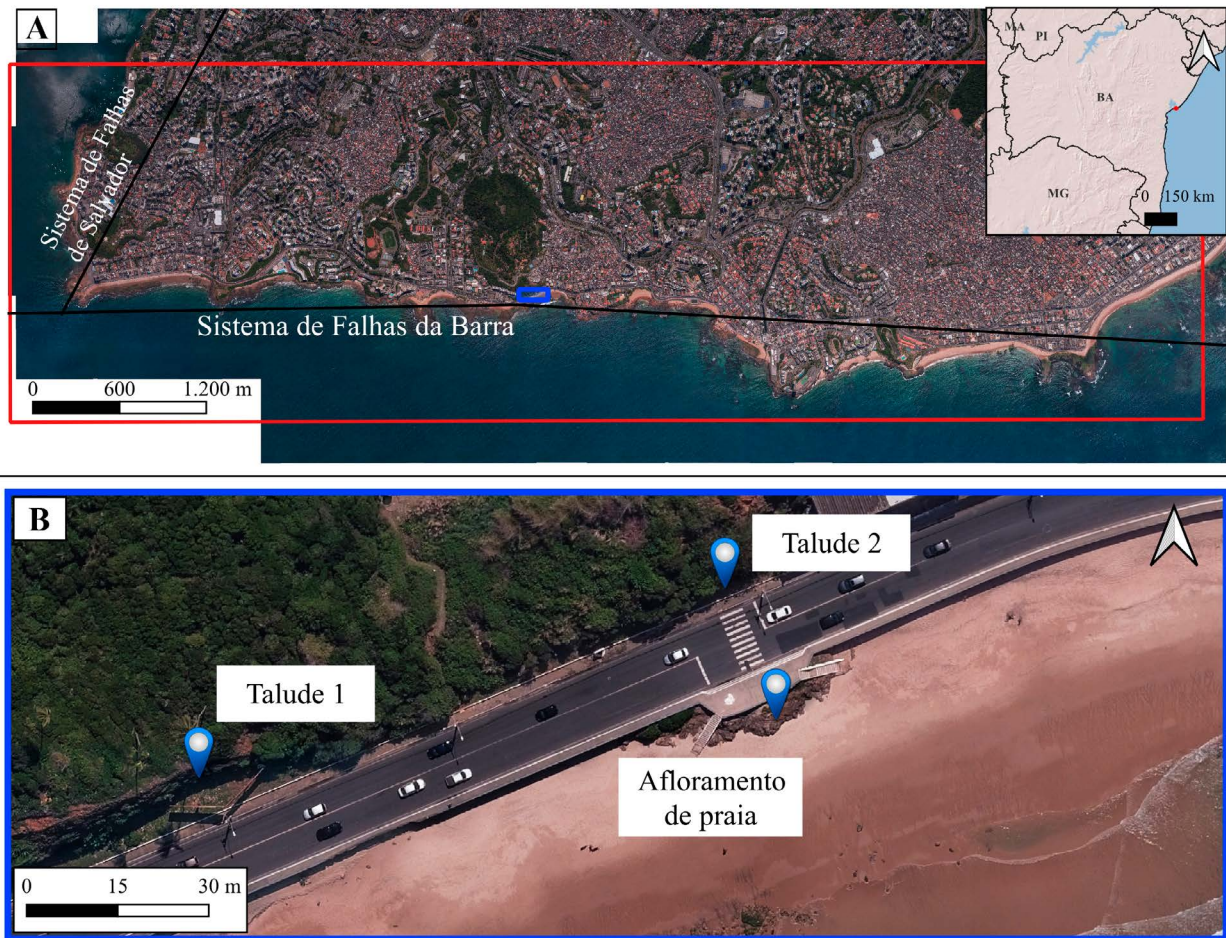 A
Sistema de Falhas
de Salvador
Sistema de Falhas da Barra
0 600 1.200 m
MA
PI
BA
MG
0 150 km
B
Talude 1
Talude 2
Afloramento
de praia
0 15 30 m